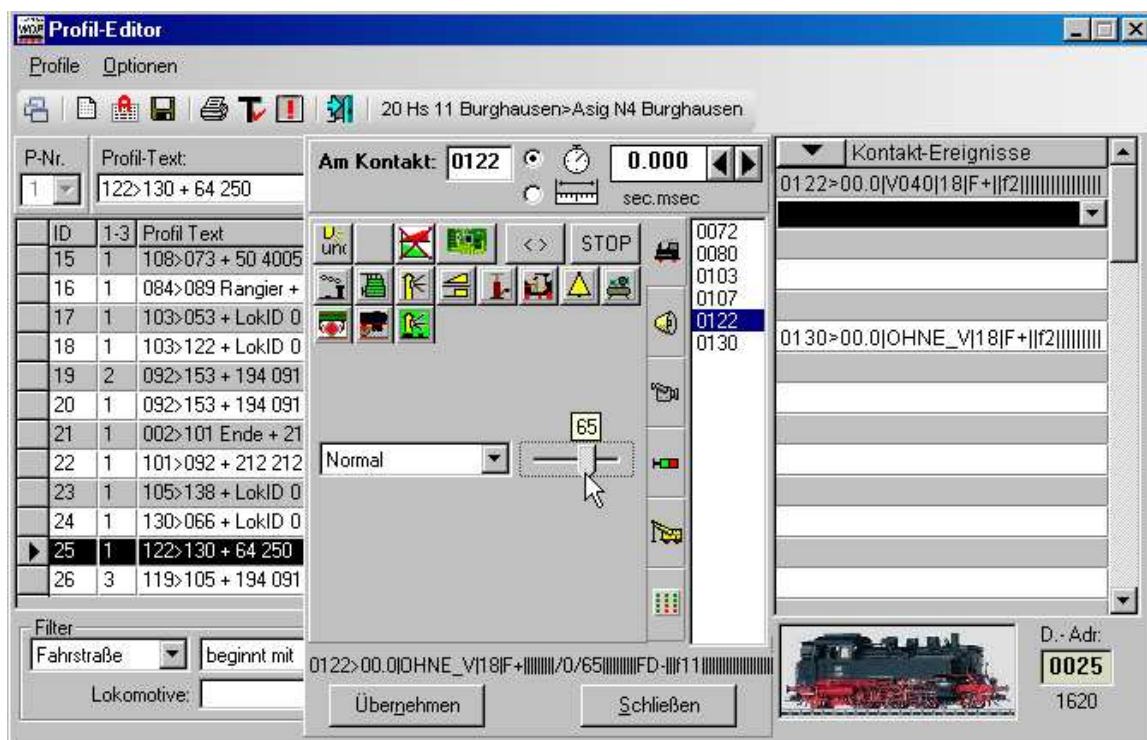 Profil-Editor
Profile Optionen
20 Hs 11 Burghausen>Asig N4 Burghausen
P-Nr. Profil-Text:
1 122>130 + 64 250
ID 1-3 Profil Text
15 1 108>073 + 50 4005
16 1 084>089 Rangier +
17 1 103>053 + LokID 0
18 1 103>122 + LokID 0
19 2 092>153 + 194 091
20 1 092>153 + 194 091
21 1 002>101 Ende + 21
22 1 101>092 + 212 212
23 1 105>138 + LokID 0
24 1 130>066 + LokID 0
25 1 122>130 + 64 250
26 3 119>105 + 194 091
Filter
Fahrstraße beginnt mit
Lokomotive:
Am Kontakt: 0122 0.000
sec.msec
U-
und
< > STOP
65
Normal
0072
0080
0103
0107
0122
0130
0122>00.0|OHNE_V|18|F+||||||||/0/65||||||||||FD-|||f11||||||||||||||||||
Übernehmen Schließen
Kontakt-Ereignisse
0122>00.0|V040|18|F+||f2||||||||||||||||
0130>00.0|OHNE_V|18|F+||f2|||||||||
D.- Adr:
0025
1620